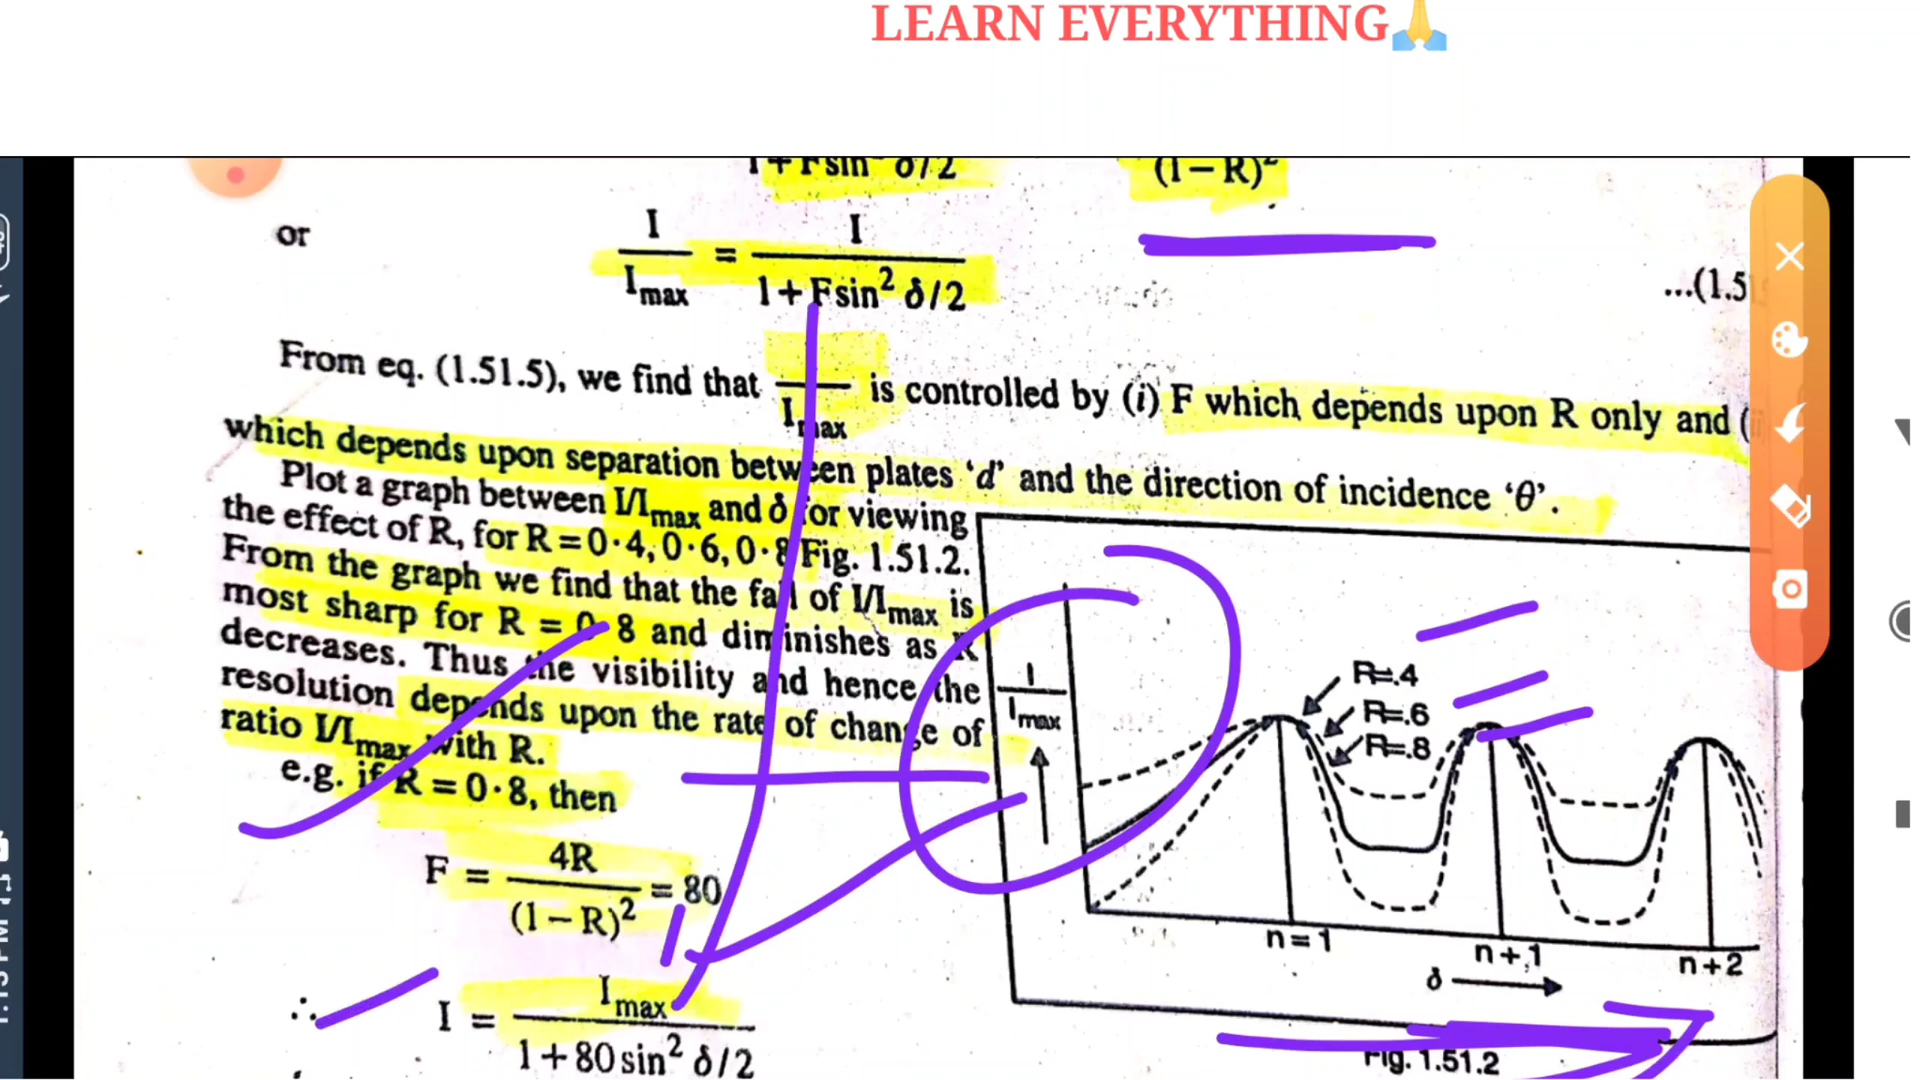 LEARN EVERYTHING🙏
1+Fsin² δ/2 (1−R)²
or I/Imax = I/(1+Fsin² δ/2) ...(1.5
From eq. (1.51.5), we find that /Imax is controlled by (i) F which depends upon R only and (
which depends upon separation between plates ‘d’ and the direction of incidence ‘θ’.
Plot a graph between I/Imax and δ for viewing
the effect of R, for R = 0·4, 0·6, 0·8 Fig. 1.51.2.
From the graph we find that the fall of I/Imax is
most sharp for R = 0·8 and diminishes as R
decreases. Thus the visibility and hence the
resolution depends upon the rate of change of
ratio I/Imax with R.
e.g. if R = 0·8, then
F = 4R/(1−R)² = 80
∴ I = Imax/(1+80 sin² δ/2)
I/Imax
R=.4
R=.6
R=.8
n=1
n+1
n+2
δ
Fig. 1.51.2